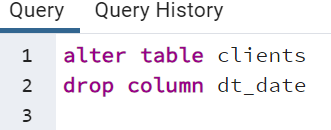 Query Query History
1 alter table clients
2 drop column dt_date
3